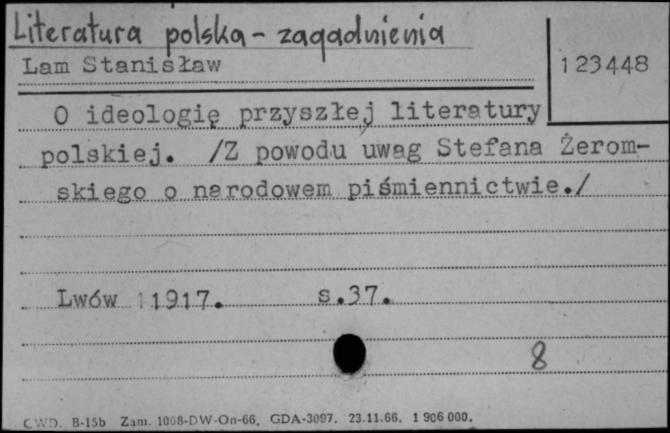 Literatura polska - zagadnienia
Lam Stanisław
123448
O ideologię przyszłej literatury
polskiej. /Z powodu uwag Stefana Żerom-
skiego o narodowem piśmiennictwie./
Lwów 1917. s.37.
8
CWD. B-15b Zam. 1008-DW-On-66. GDA-3097. 23.11.66. 1 906 000.